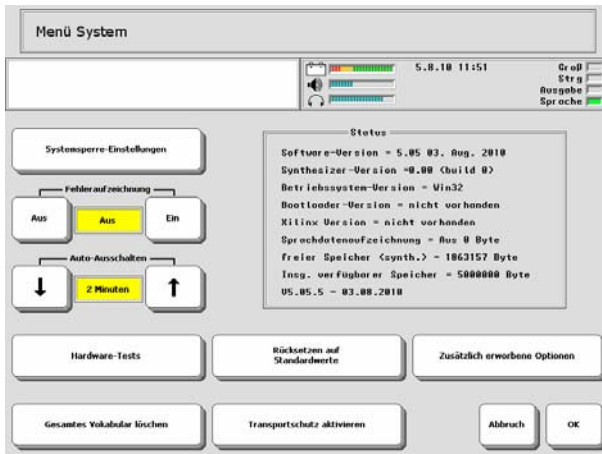 Menü System
5.8.10 11:51
Groß
Strg
Ausgabe
Sprache
Systemsperre-Einstellungen
Fehleraufzeichnung
Aus
Aus
Ein
Auto-Ausschalten
↓
2 Minuten
↑
Status
Software-Version = 5.05 03. Aug. 2010
Synthesizer-Version =0.00 (build 0)
Betriebssystem-Version = Win32
Bootloader-Version = nicht vorhanden
Xilinx Version = nicht vorhanden
Sprachdatenaufzeichnung = Aus 0 Byte
freier Speicher (synth.) = 1863157 Byte
Insg. verfügbarer Speicher = 5000000 Byte
V5.05.5 - 03.08.2010
Hardware-Tests
Rücksetzen auf
Standardwerte
Zusätzlich erworbene Optionen
Gesamtes Vokabular löschen
Transportschutz aktivieren
Abbruch
OK